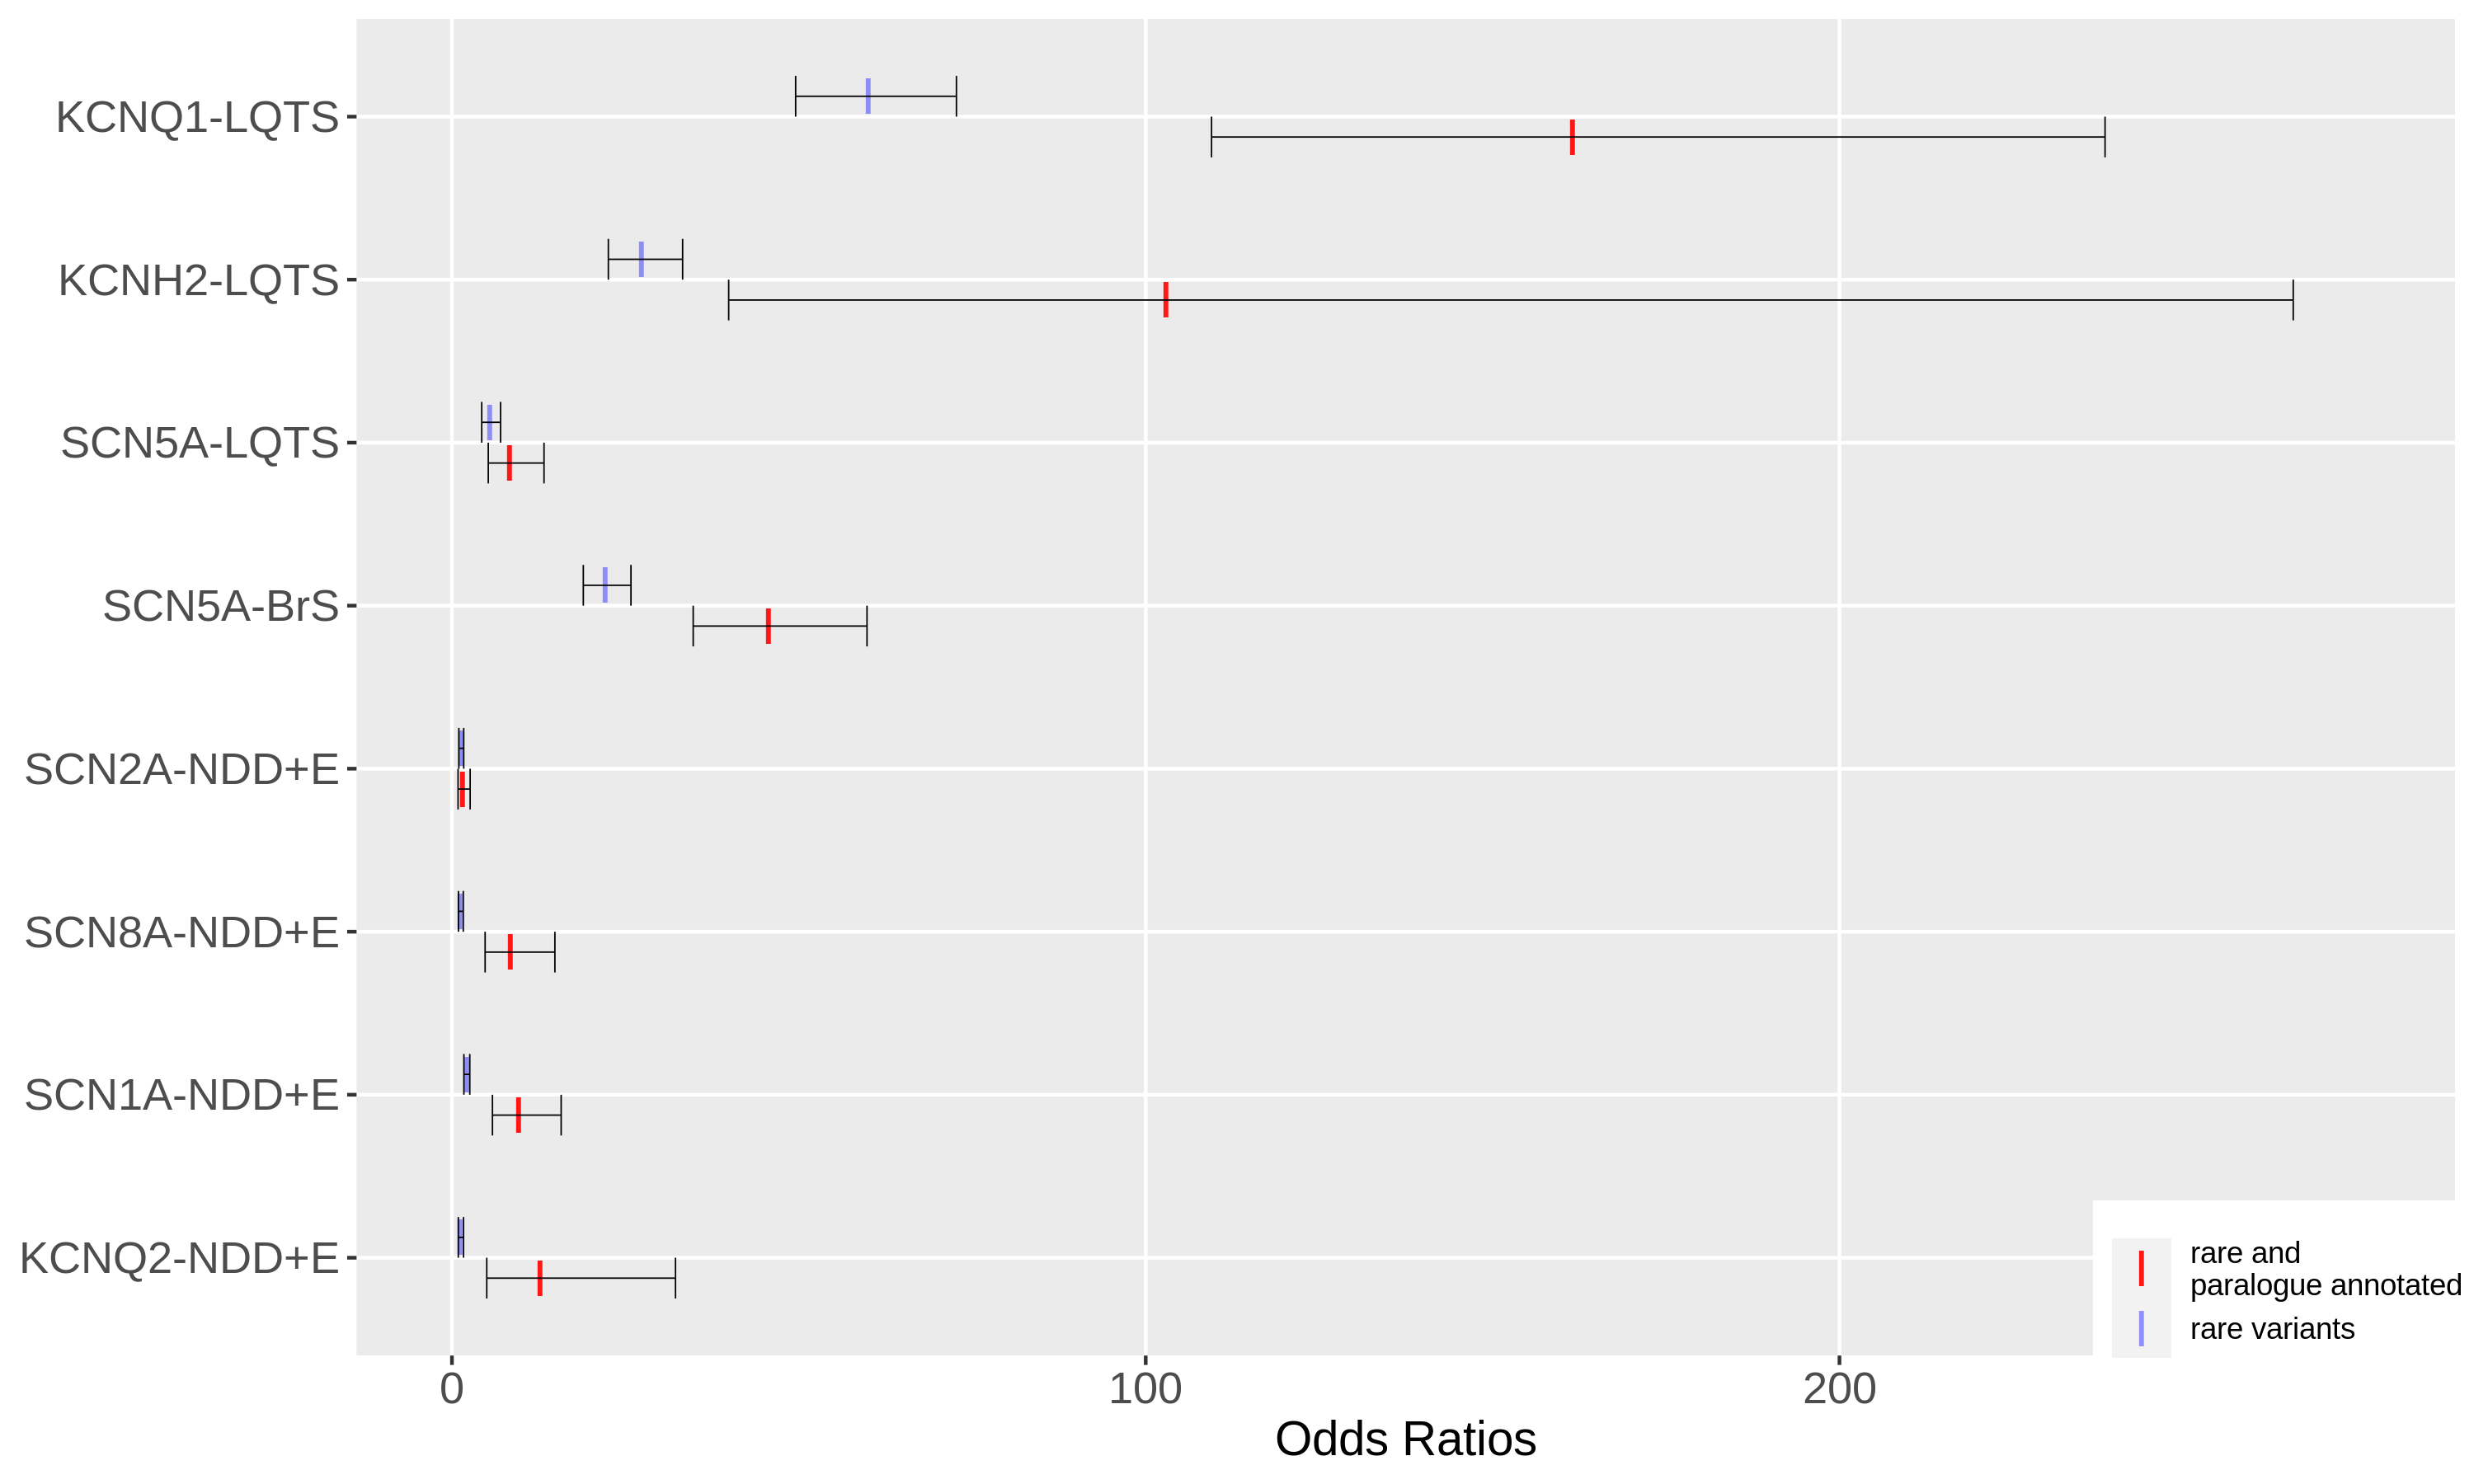 KCNQ1-LQTS
KCNH2-LQTS
SCN5A-LQTS
SCN5A-BrS
SCN2A-NDD+E
SCN8A-NDD+E
SCN1A-NDD+E
KCNQ2-NDD+E
rare and
paralogue annotated
rare variants
0 100 200
Odds Ratios